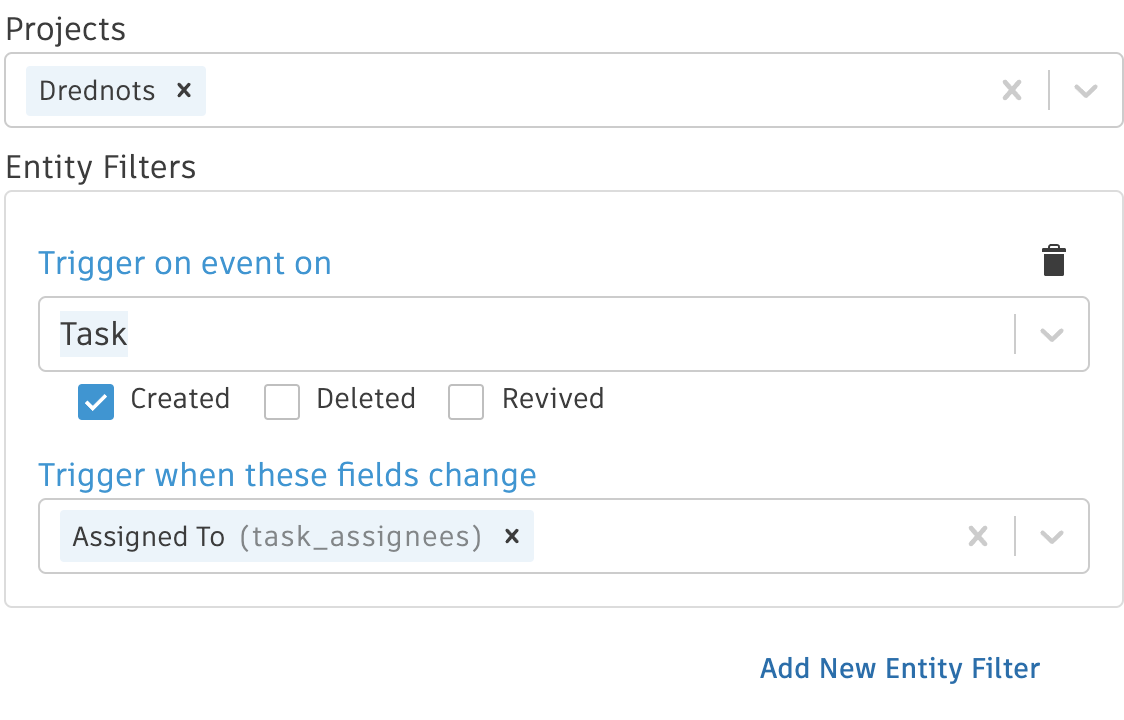 Projects
Drednots
Entity Filters
Trigger on event on
Task
Created Deleted Revived
Trigger when these fields change
Assigned To (task_assignees)
Add New Entity Filter